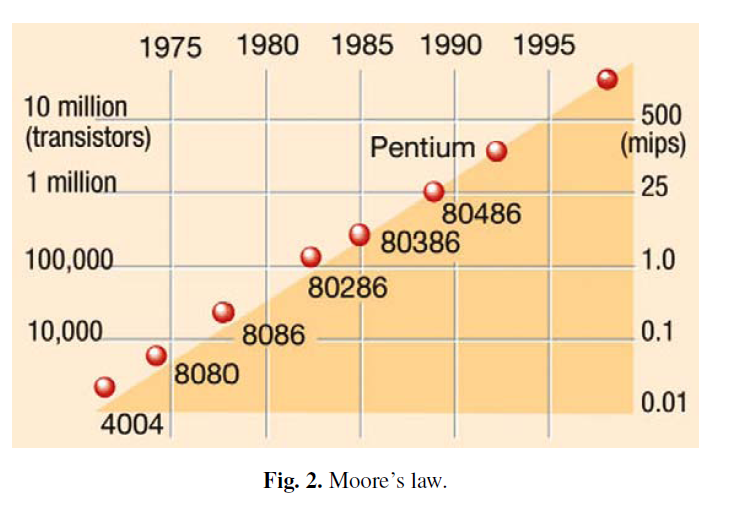 1975 1980 1985 1990 1995
10 million
(transistors)
500
(mips)
Pentium
1 million
25
80486
80386
100,000
1.0
80286
10,000
0.1
8086
8080
0.01
4004
Fig. 2. Moore's law.